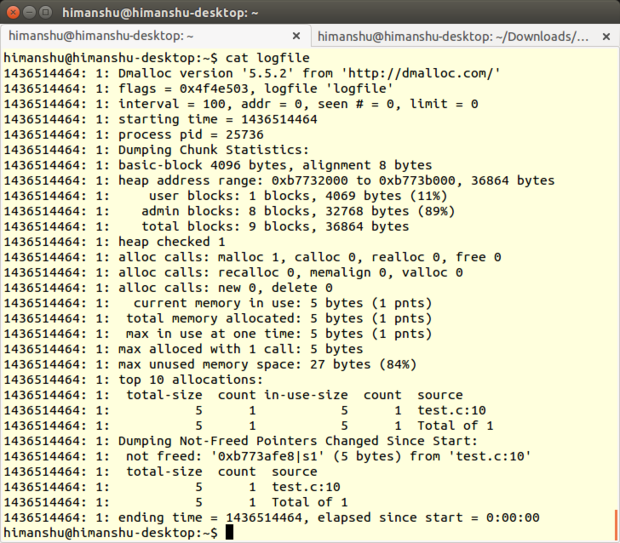 himanshu@himanshu-desktop: ~
himanshu@himanshu-desktop: ~
himanshu@himanshu-desktop: ~/Downloads/...
himanshu@himanshu-desktop:~$ cat logfile
1436514464: 1: Dmalloc version '5.5.2' from 'http://dmalloc.com/'
1436514464: 1: flags = 0x4f4e503, logfile 'logfile'
1436514464: 1: interval = 100, addr = 0, seen # = 0, limit = 0
1436514464: 1: starting time = 1436514464
1436514464: 1: process pid = 25736
1436514464: 1: Dumping Chunk Statistics:
1436514464: 1: basic-block 4096 bytes, alignment 8 bytes
1436514464: 1: heap address range: 0xb7732000 to 0xb773b000, 36864 bytes
1436514464: 1:     user blocks: 1 blocks, 4069 bytes (11%)
1436514464: 1:    admin blocks: 8 blocks, 32768 bytes (89%)
1436514464: 1:    total blocks: 9 blocks, 36864 bytes
1436514464: 1: heap checked 1
1436514464: 1: alloc calls: malloc 1, calloc 0, realloc 0, free 0
1436514464: 1: alloc calls: recalloc 0, memalign 0, valloc 0
1436514464: 1: alloc calls: new 0, delete 0
1436514464: 1:   current memory in use: 5 bytes (1 pnts)
1436514464: 1:  total memory allocated: 5 bytes (1 pnts)
1436514464: 1:  max in use at one time: 5 bytes (1 pnts)
1436514464: 1: max alloced with 1 call: 5 bytes
1436514464: 1: max unused memory space: 27 bytes (84%)
1436514464: 1: top 10 allocations:
1436514464: 1:  total-size  count in-use-size  count  source
1436514464: 1:           5      1           5      1  test.c:10
1436514464: 1:           5      1           5      1  Total of 1
1436514464: 1: Dumping Not-Freed Pointers Changed Since Start:
1436514464: 1:  not freed: '0xb773afe8|s1' (5 bytes) from 'test.c:10'
1436514464: 1:  total-size  count  source
1436514464: 1:           5      1  test.c:10
1436514464: 1:           5      1  Total of 1
1436514464: 1: ending time = 1436514464, elapsed since start = 0:00:00
himanshu@himanshu-desktop:~$